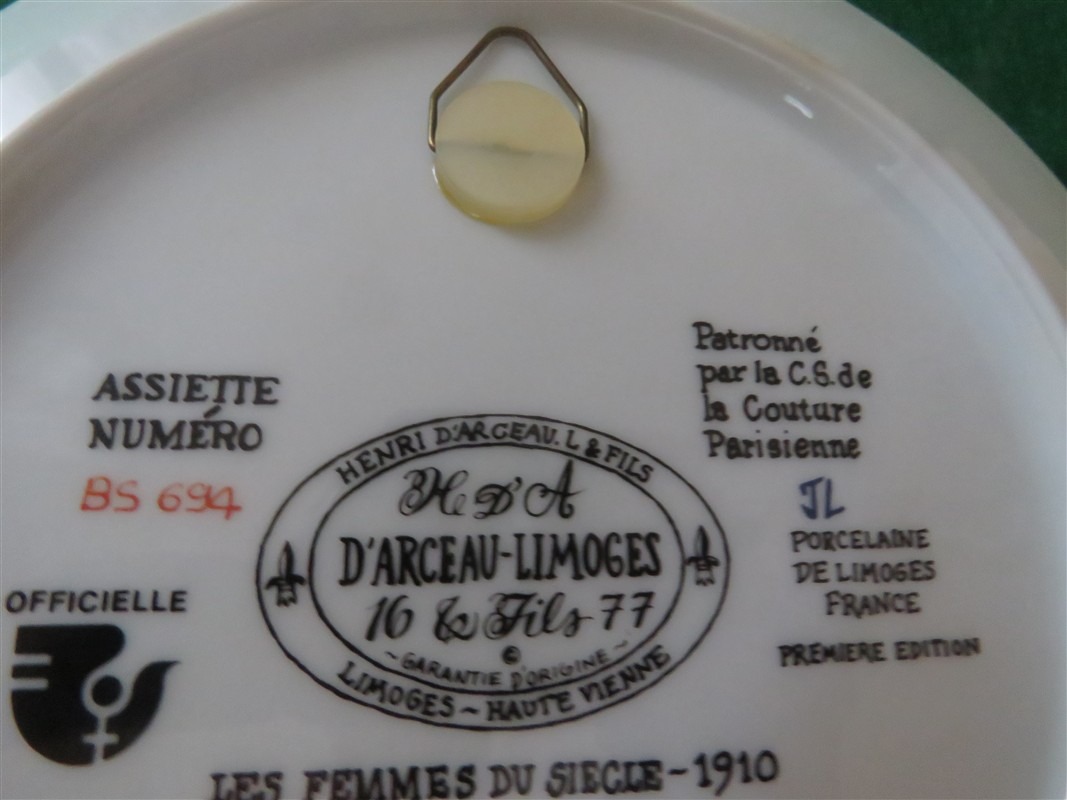 ASSIETTE
NUMÉRO
BS 694
OFFICIELLE
HENRI D'ARCEAU. L & FILS
H D'A
D'ARCEAU-LIMOGES
16 & Fils 77
©
~ GARANTIE D'ORIGINE ~
LIMOGES ~ HAUTE VIENNE
Patronné
par la C.S. de
la Couture
Parisienne
JL
PORCELAINE
DE LIMOGES
FRANCE
PREMIERE EDITION
LES FEMMES DU SIECLE - 1910